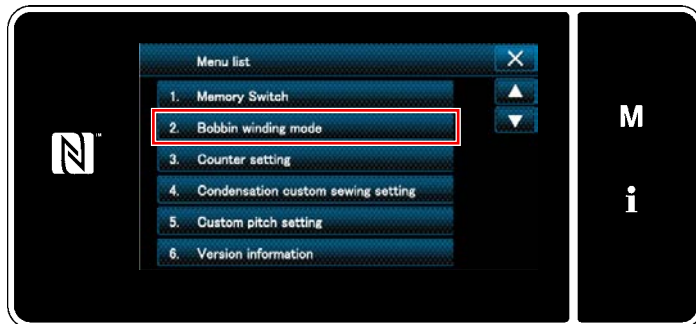 Menu list
1. Memory Switch
2. Bobbin winding mode
3. Counter setting
4. Condensation custom sewing setting
5. Custom pitch setting
6. Version information
M
i
N